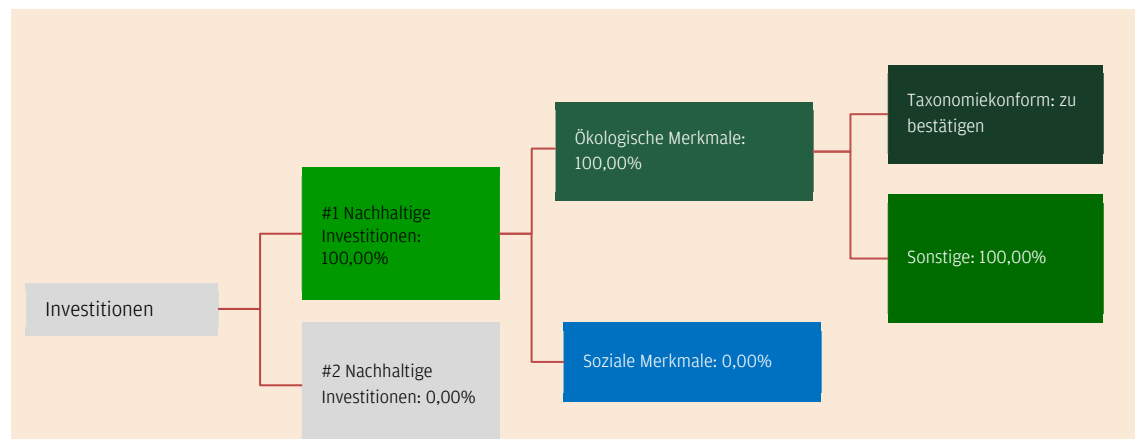 Investitionen
#1 Nachhaltige
Investitionen:
100,00%
#2 Nachhaltige
Investitionen: 0,00%
Ökologische Merkmale:
100,00%
Soziale Merkmale: 0,00%
Taxonomiekonform: zu
bestätigen
Sonstige: 100,00%